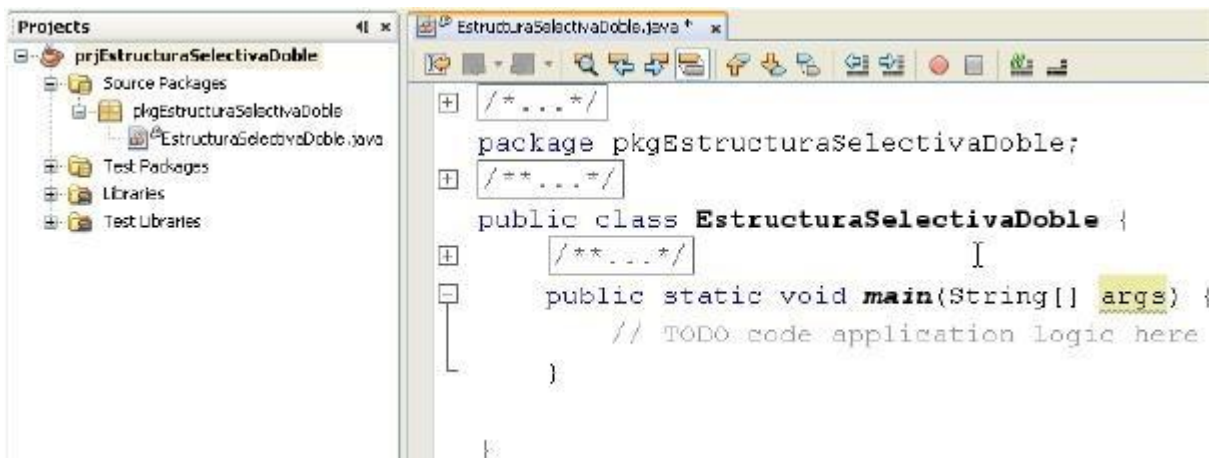 Projects
prjEstructuraSelectivaDoble
Source Packages
pkgEstructuraSelectivaDoble
EstructuraSelectivaDoble.java
Test Packages
Libraries
Test Libraries
EstructuraSelectivaDoble.java *
/*...*/
package pkgEstructuraSelectivaDoble;
/**...*/
public class EstructuraSelectivaDoble {
/**...*/
public static void main(String[] args) {
// TODO code application logic here
}
}